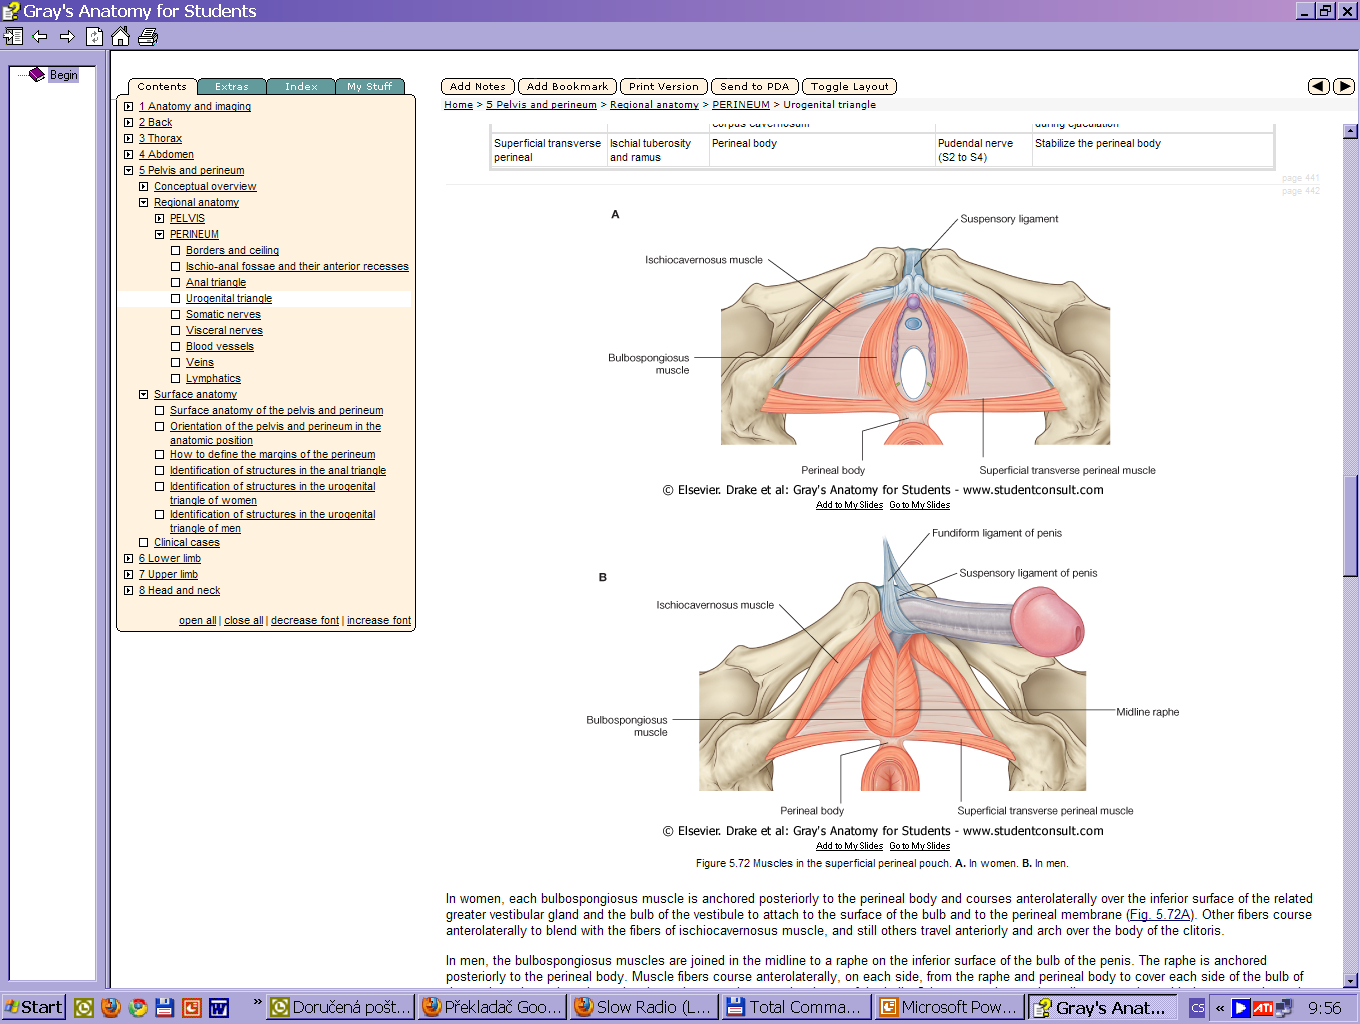 Gray's Anatomy for Students
Begin
Contents
Extras
Index
My Stuff
1 Anatomy and imaging
2 Back
3 Thorax
4 Abdomen
5 Pelvis and perineum
Conceptual overview
Regional anatomy
PELVIS
PERINEUM
Borders and ceiling
Ischio-anal fossae and their anterior recesses
Anal triangle
Urogenital triangle
Somatic nerves
Visceral nerves
Blood vessels
Veins
Lymphatics
Surface anatomy
Surface anatomy of the pelvis and perineum
Orientation of the pelvis and perineum in the
anatomic position
How to define the margins of the perineum
Identification of structures in the anal triangle
Identification of structures in the urogenital
triangle of women
Identification of structures in the urogenital
triangle of men
Clinical cases
6 Lower limb
7 Upper limb
8 Head and neck
open all | close all | decrease font | increase font
Add Notes
Add Bookmark
Print Version
Send to PDA
Toggle Layout
Home > 5 Pelvis and perineum > Regional anatomy > PERINEUM > Urogenital triangle
corpus cavernosum
during ejaculation
Superficial transverse
perineal
Ischial tuberosity
and ramus
Perineal body
Pudendal nerve
(S2 to S4)
Stabilize the perineal body
page 441
page 442
A
Suspensory ligament
Ischiocavernosus muscle
Bulbospongiosus
muscle
Perineal body
Superficial transverse perineal muscle
© Elsevier. Drake et al: Gray's Anatomy for Students - www.studentconsult.com
Add to My Slides Go to My Slides
B
Fundiform ligament of penis
Suspensory ligament of penis
Ischiocavernosus muscle
Bulbospongiosus
muscle
Midline raphe
Perineal body
Superficial transverse perineal muscle
© Elsevier. Drake et al: Gray's Anatomy for Students - www.studentconsult.com
Add to My Slides Go to My Slides
Figure 5.72 Muscles in the superficial perineal pouch. A. In women. B. In men.
In women, each bulbospongiosus muscle is anchored posteriorly to the perineal body and courses anterolaterally over the inferior surface of the related
greater vestibular gland and the bulb of the vestibule to attach to the surface of the bulb and to the perineal membrane (Fig. 5.72A). Other fibers course
anterolaterally to blend with the fibers of ischiocavernosus muscle, and still others travel anteriorly and arch over the body of the clitoris.
In men, the bulbospongiosus muscles are joined in the midline to a raphe on the inferior surface of the bulb of the penis. The raphe is anchored
posteriorly to the perineal body. Muscle fibers course anterolaterally, on each side, from the raphe and perineal body to cover each side of the bulb of
Start
»
Doručená pošt...
Překladač Goo...
Slow Radio (L...
Total Comma...
Microsoft Pow...
Gray's Anat...
CS
«
ATI
9:56